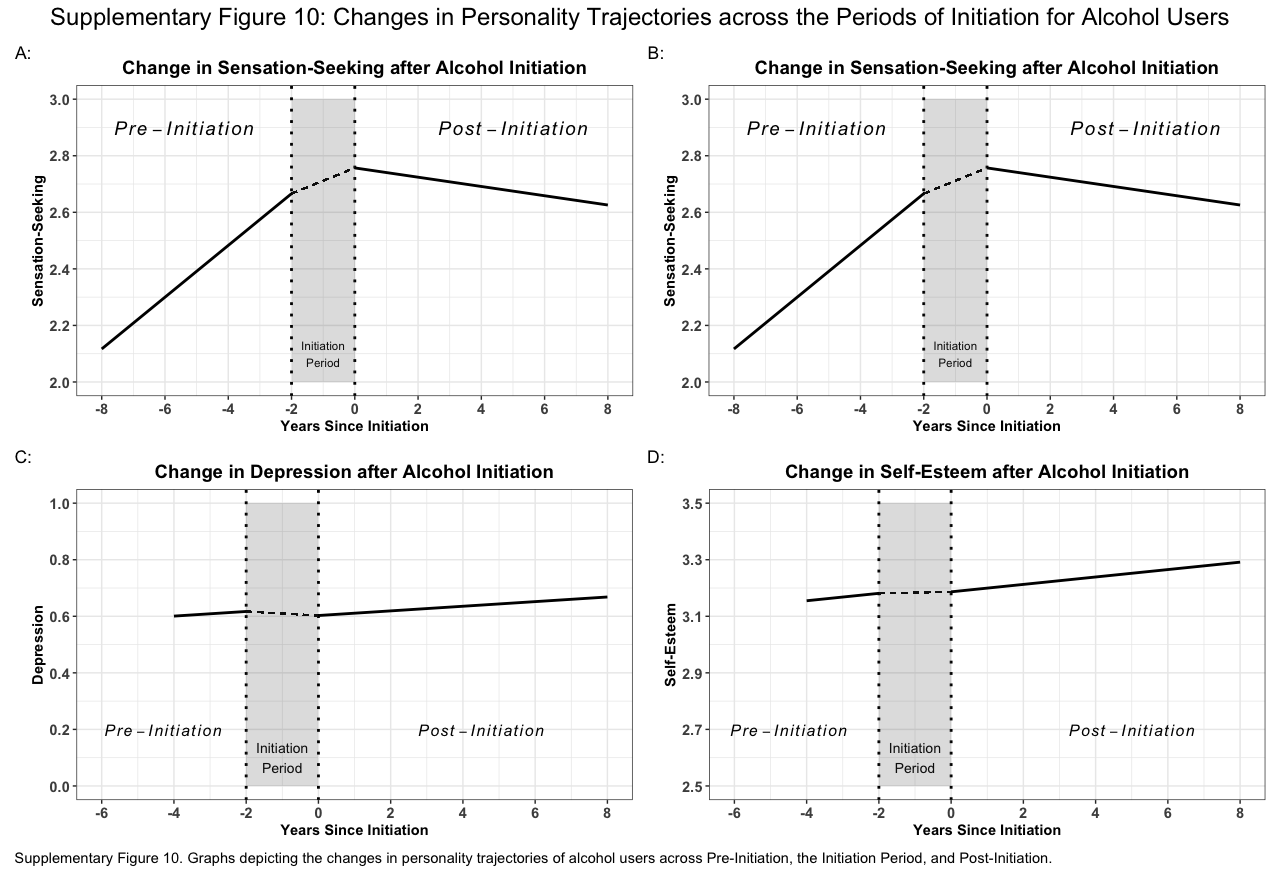 Supplementary Figure 10: Changes in Personality Trajectories across the Periods of Initiation for Alcohol Users
A:
Change in Sensation-Seeking after Alcohol Initiation
Sensation-Seeking
3.0
2.8
2.6
2.4
2.2
2.0
Pre – Initiation
Post – Initiation
Initiation
Period
-8 -6 -4 -2 0 2 4 6 8
Years Since Initiation
B:
Change in Sensation-Seeking after Alcohol Initiation
Sensation-Seeking
3.0
2.8
2.6
2.4
2.2
2.0
Pre – Initiation
Post – Initiation
Initiation
Period
-8 -6 -4 -2 0 2 4 6 8
Years Since Initiation
C:
Change in Depression after Alcohol Initiation
Depression
1.0
0.8
0.6
0.4
0.2
0.0
Pre – Initiation
Post – Initiation
Initiation
Period
-6 -4 -2 0 2 4 6 8
Years Since Initiation
D:
Change in Self-Esteem after Alcohol Initiation
Self-Esteem
3.5
3.3
3.1
2.9
2.7
2.5
Pre – Initiation
Post – Initiation
Initiation
Period
-6 -4 -2 0 2 4 6 8
Years Since Initiation
Supplementary Figure 10. Graphs depicting the changes in personality trajectories of alcohol users across Pre-Initiation, the Initiation Period, and Post-Initiation.